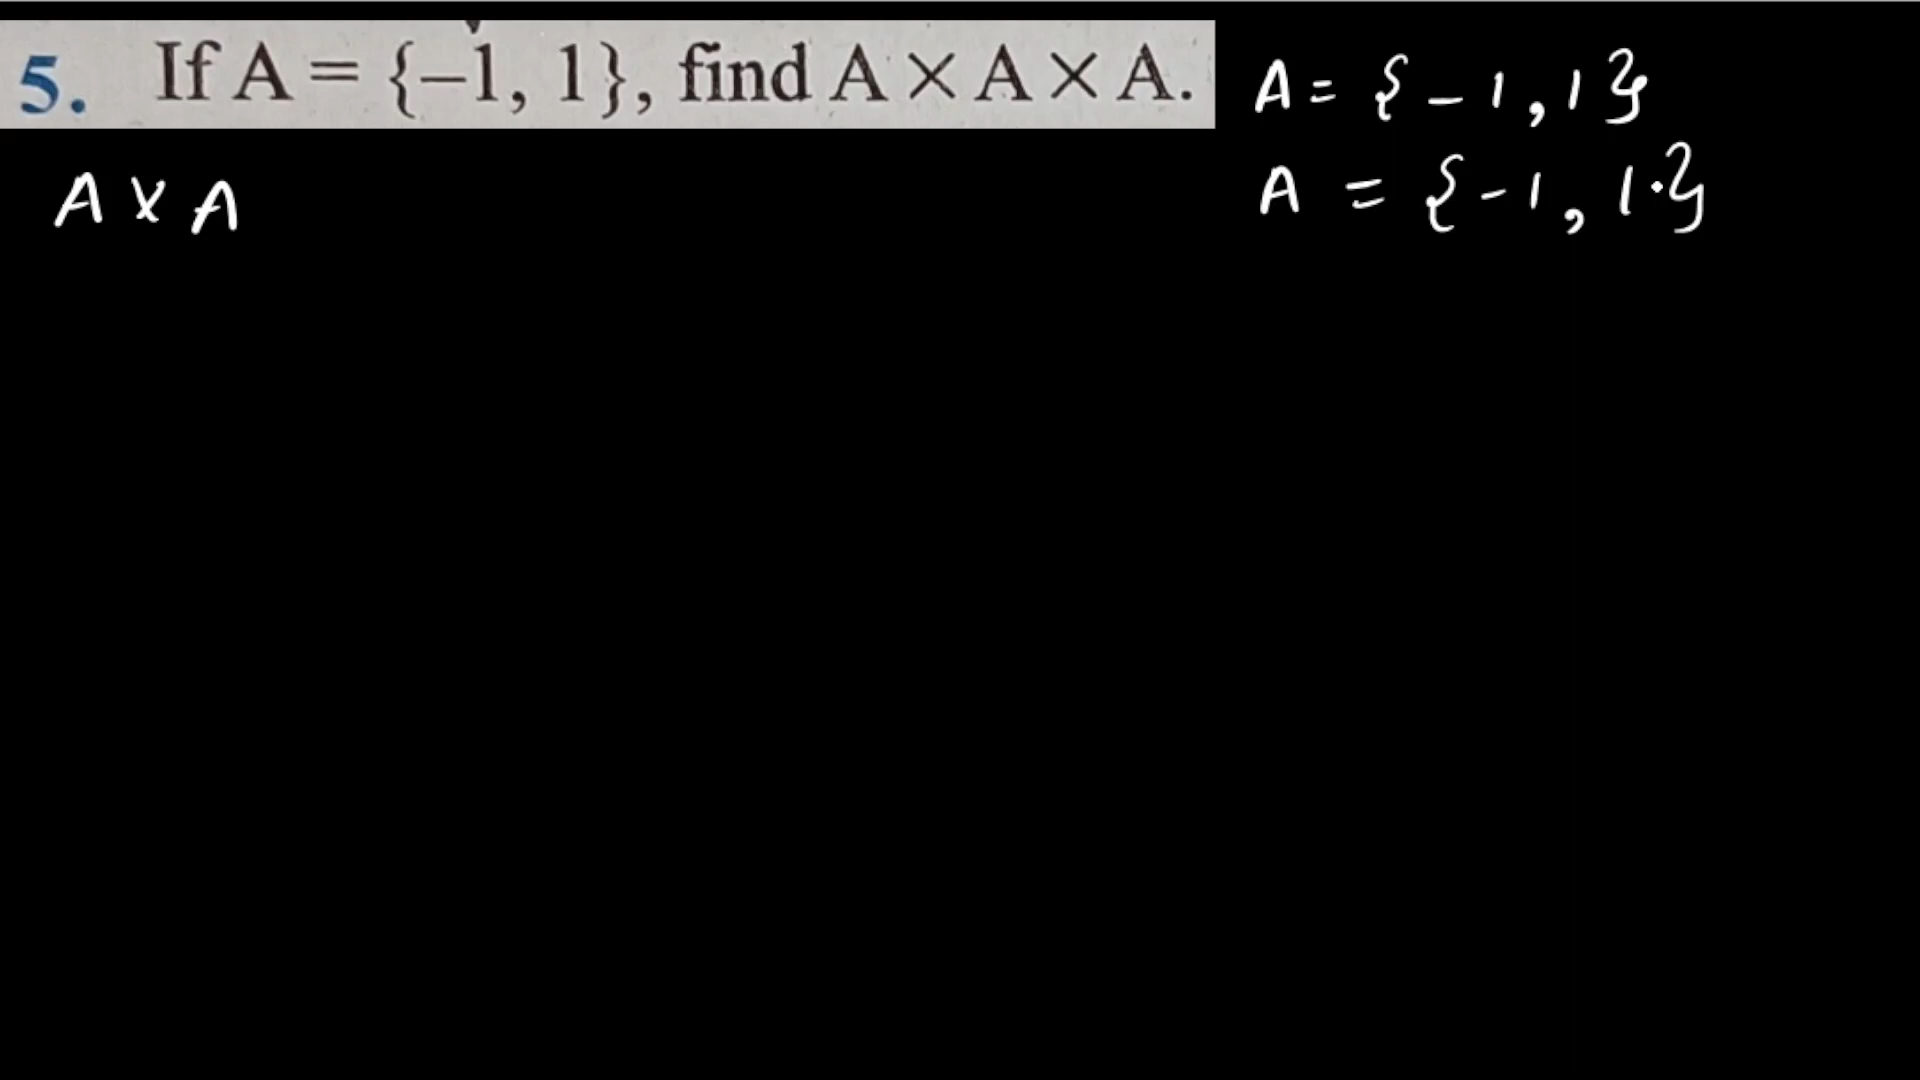 5. If A = {–1, 1}, find A × A × A.
A = {-1, 1}
A × A
A = {-1, 1.}